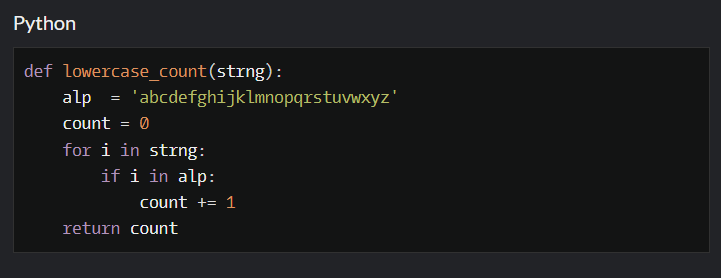 Python
def lowercase_count(strng):
    alp  = 'abcdefghijklmnopqrstuvwxyz'
    count = 0
    for i in strng:
        if i in alp:
            count += 1
    return count